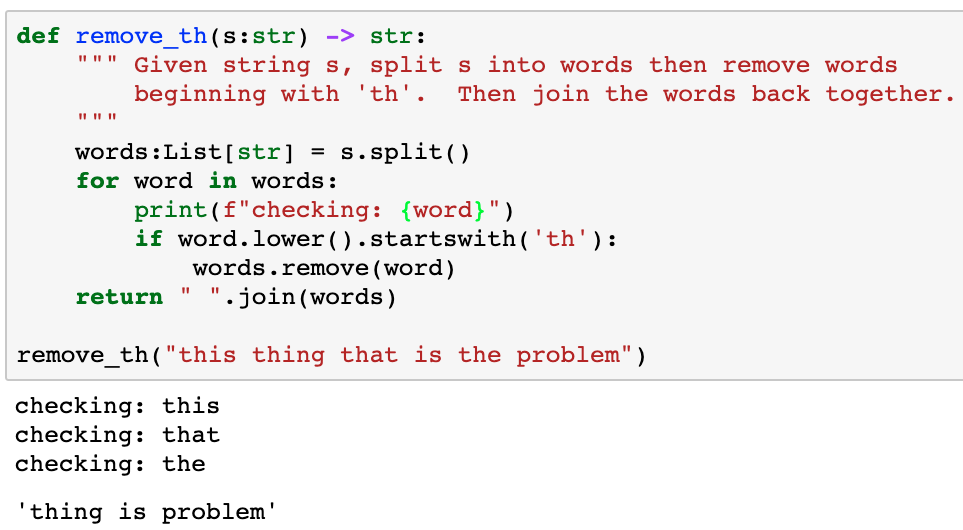 def remove_th(s:str) -> str:
    """ Given string s, split s into words then remove words
        beginning with 'th'.  Then join the words back together.
    """
    words:List[str] = s.split()
    for word in words:
        print(f"checking: {word}")
        if word.lower().startswith('th'):
            words.remove(word)
    return " ".join(words)

remove_th("this thing that is the problem")
checking: this
checking: that
checking: the
'thing is problem'